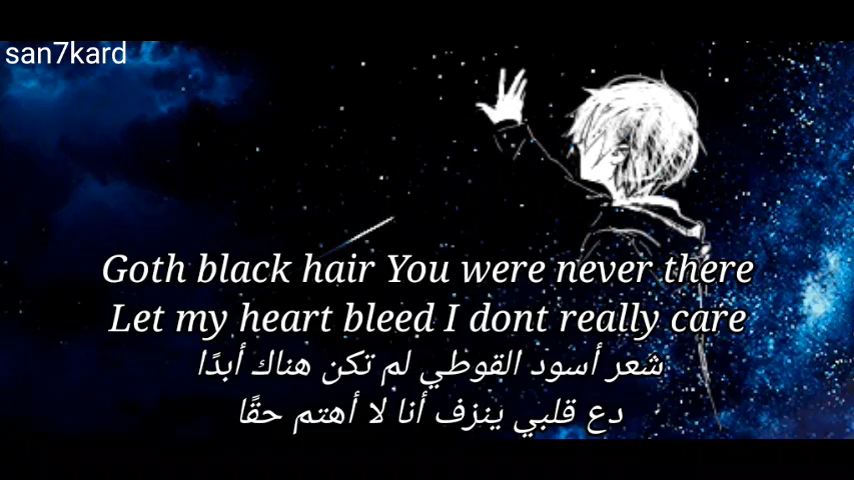 san7kard
Goth black hair You were never there
Let my heart bleed I dont really care
شعر أسود القوطي لم تكن هناك أبدًا
دع قلبي ينزف أنا لا أهتم حقًا